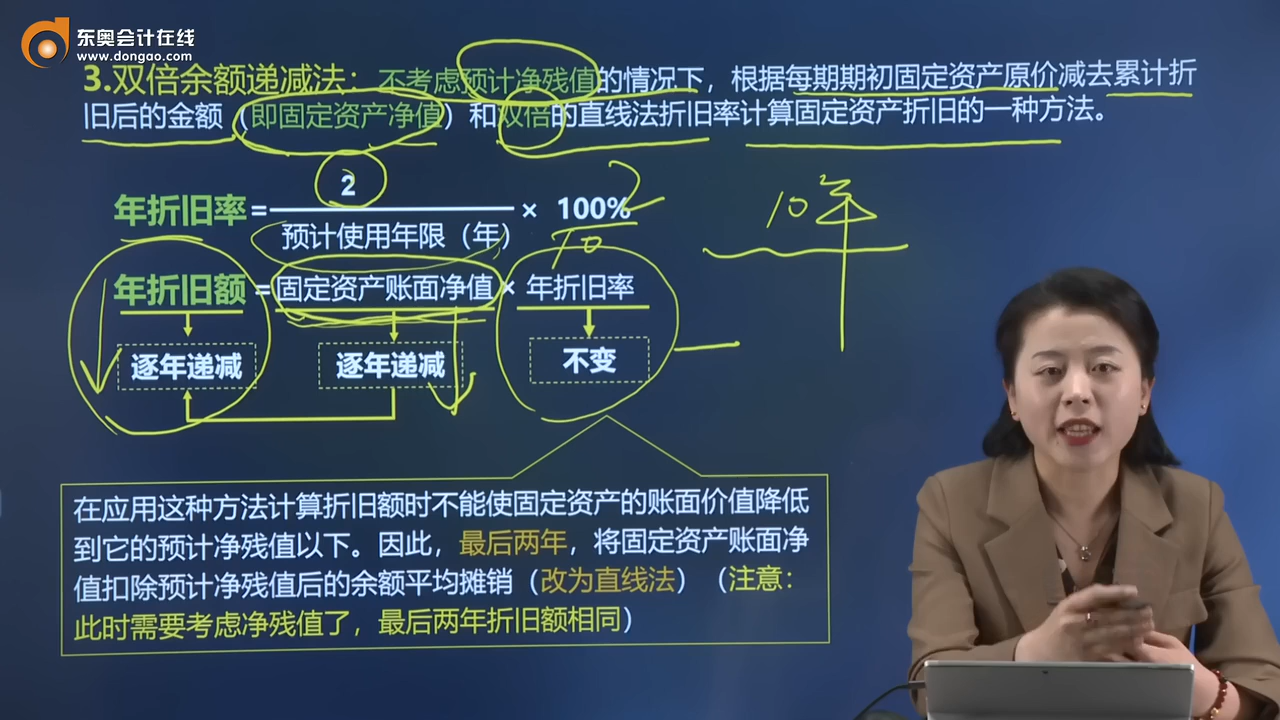 东奥会计在线
www.dongao.com
3.双倍余额递减法：不考虑预计净残值的情况下，根据每期期初固定资产原价减去累计折
旧后的金额（即固定资产净值）和双倍的直线法折旧率计算固定资产折旧的一种方法。
2
年折旧率= × 100%
预计使用年限（年）
2
10
10年
年折旧额=固定资产账面净值×年折旧率
逐年递减 逐年递减 不变
在应用这种方法计算折旧额时不能使固定资产的账面价值降低
到它的预计净残值以下。因此，最后两年，将固定资产账面净
值扣除预计净残值后的余额平均摊销（改为直线法）（注意：
此时需要考虑净残值了，最后两年折旧额相同）